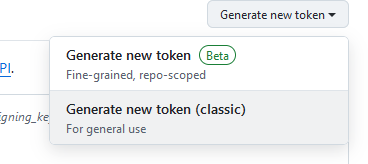 Generate new token
Generate new token Beta
Fine-grained, repo-scoped
PI.
Generate new token (classic)
igning_ke
For general use